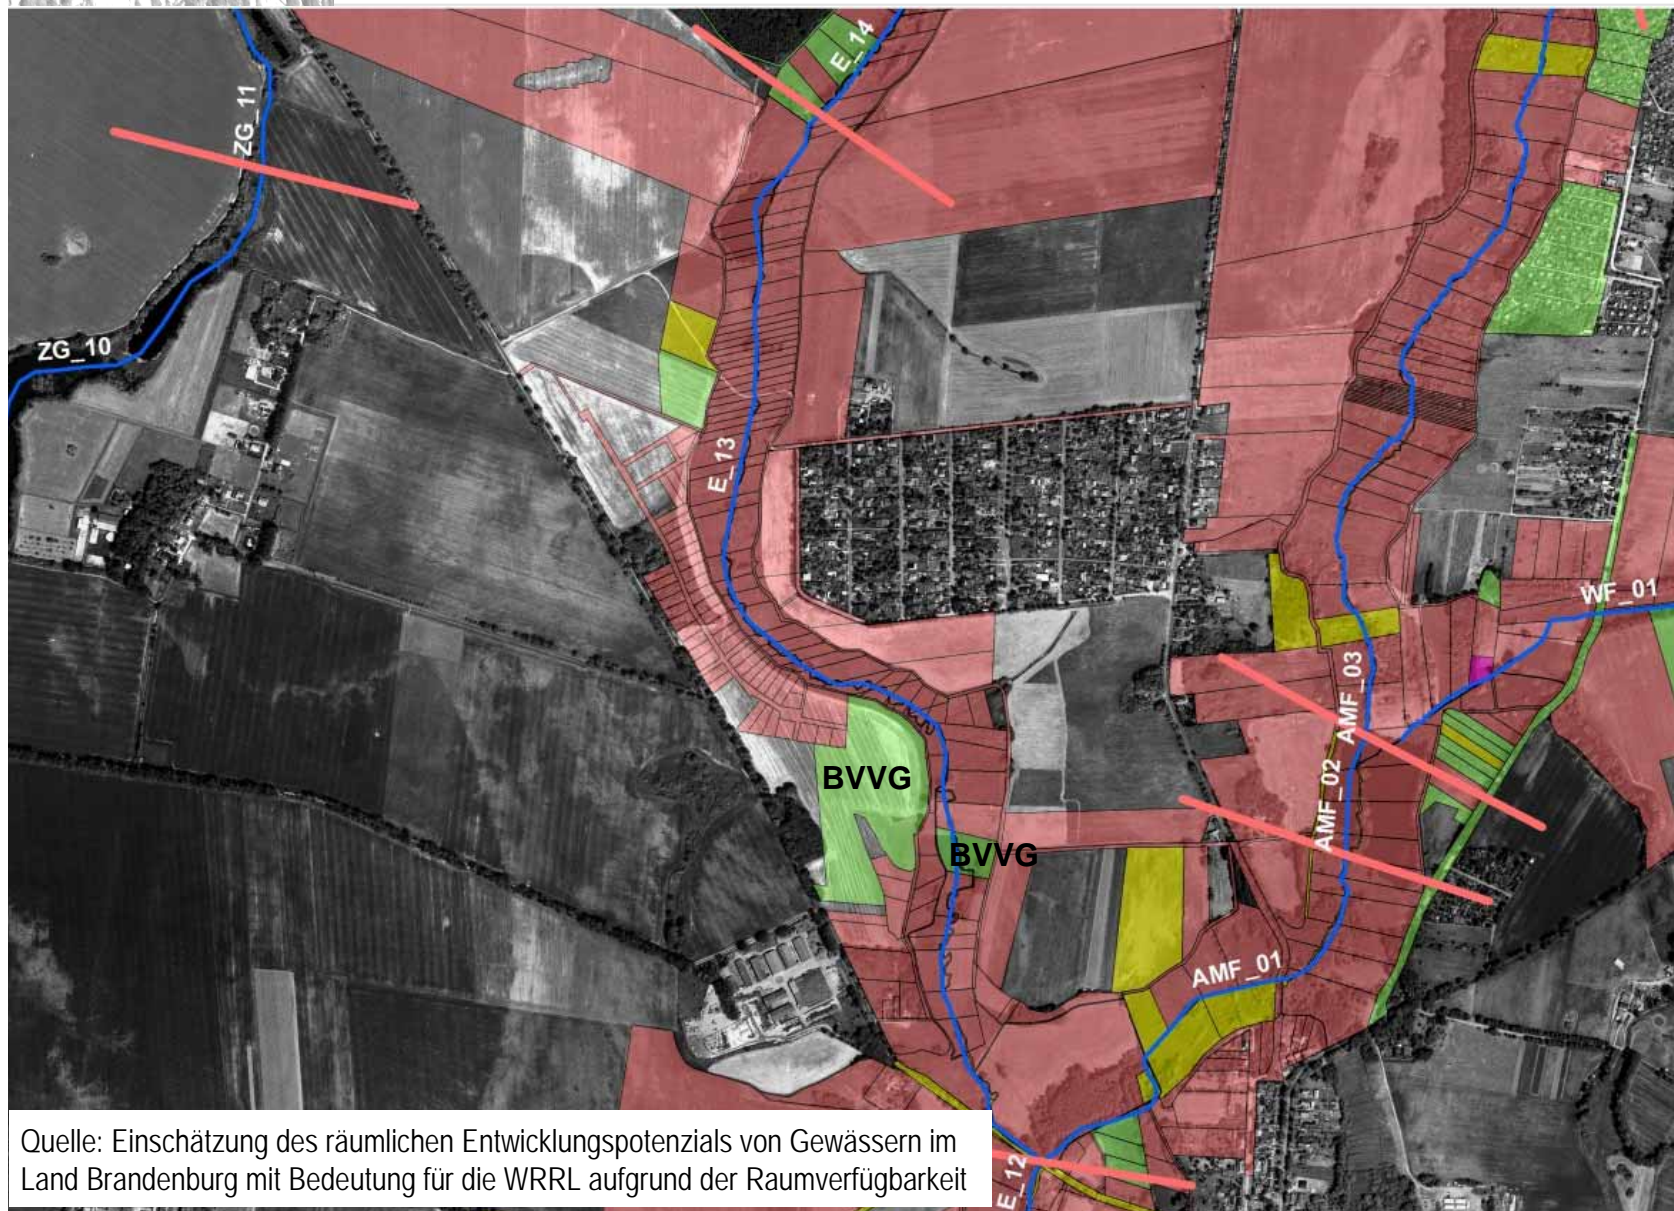 E_14
ZG_11
ZG_10
E_13
WF_01
AMF_03
BVVG
AMF_02
BVVG
AMF_01
Quelle: Einschätzung des räumlichen Entwicklungspotenzials von Gewässern im
Land Brandenburg mit Bedeutung für die WRRL aufgrund der Raumverfügbarkeit
E_12